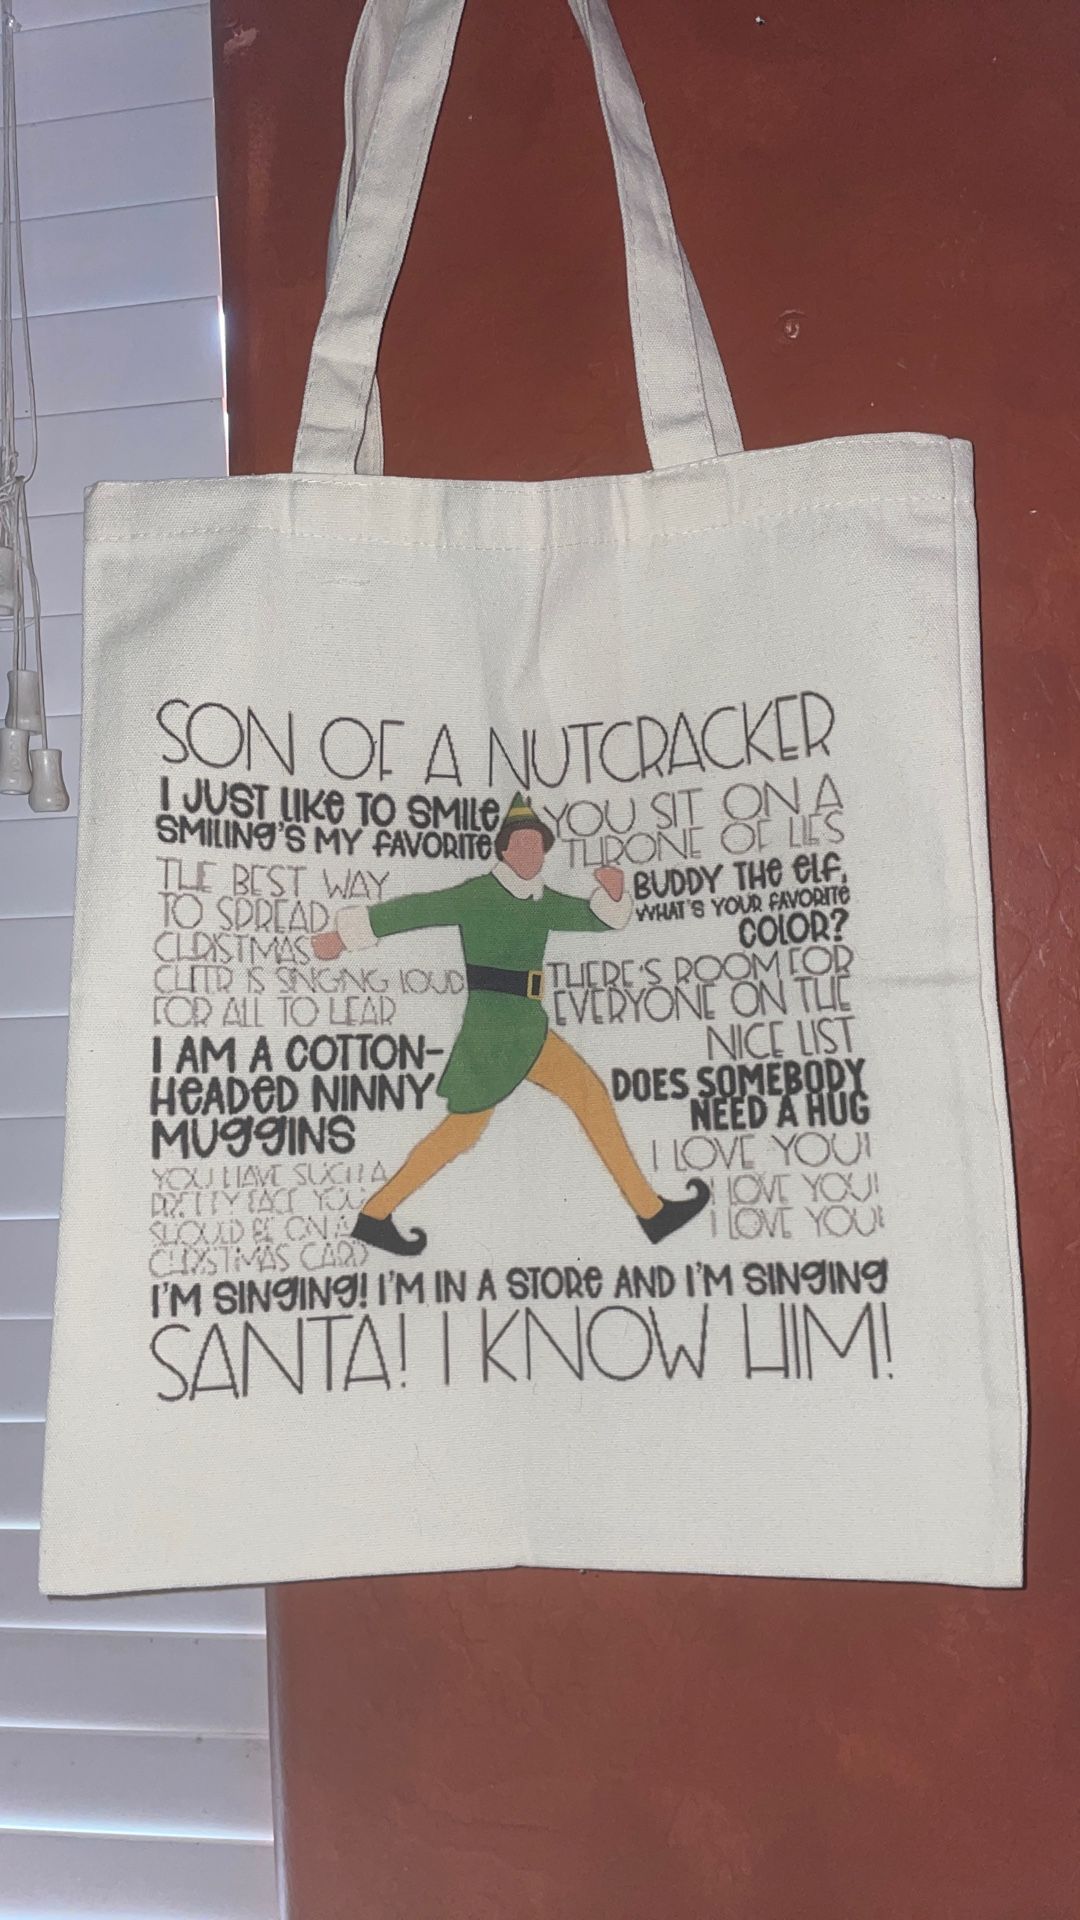 SON OF A NUTCRACKER
I JUST LIKE TO SMILE
SMILING'S MY FAVORITE
THE BEST WAY
TO SPREAD
CHRISTMAS
CHEER IS SINGING LOUD
FOR ALL TO HEAR
I AM A COTTON-
HEADED NINNY
MUGGINS
YOU HAVE SUCH A
PRETTY FACE YOU
SHOULD BE ON A
CHRISTMAS CARD
YOU SIT ON A
THRONE OF LIES
BUDDY THE ELF,
WHAT'S YOUR FAVORITE
COLOR?
THERE'S ROOM FOR
EVERYONE ON THE
NICE LIST
DOES SOMEBODY
NEED A HUG
I LOVE YOU!
I LOVE YOU!
I LOVE YOU!
I'M SINGING! I'M IN A STORE AND I'M SINGING
SANTA! I KNOW HIM!